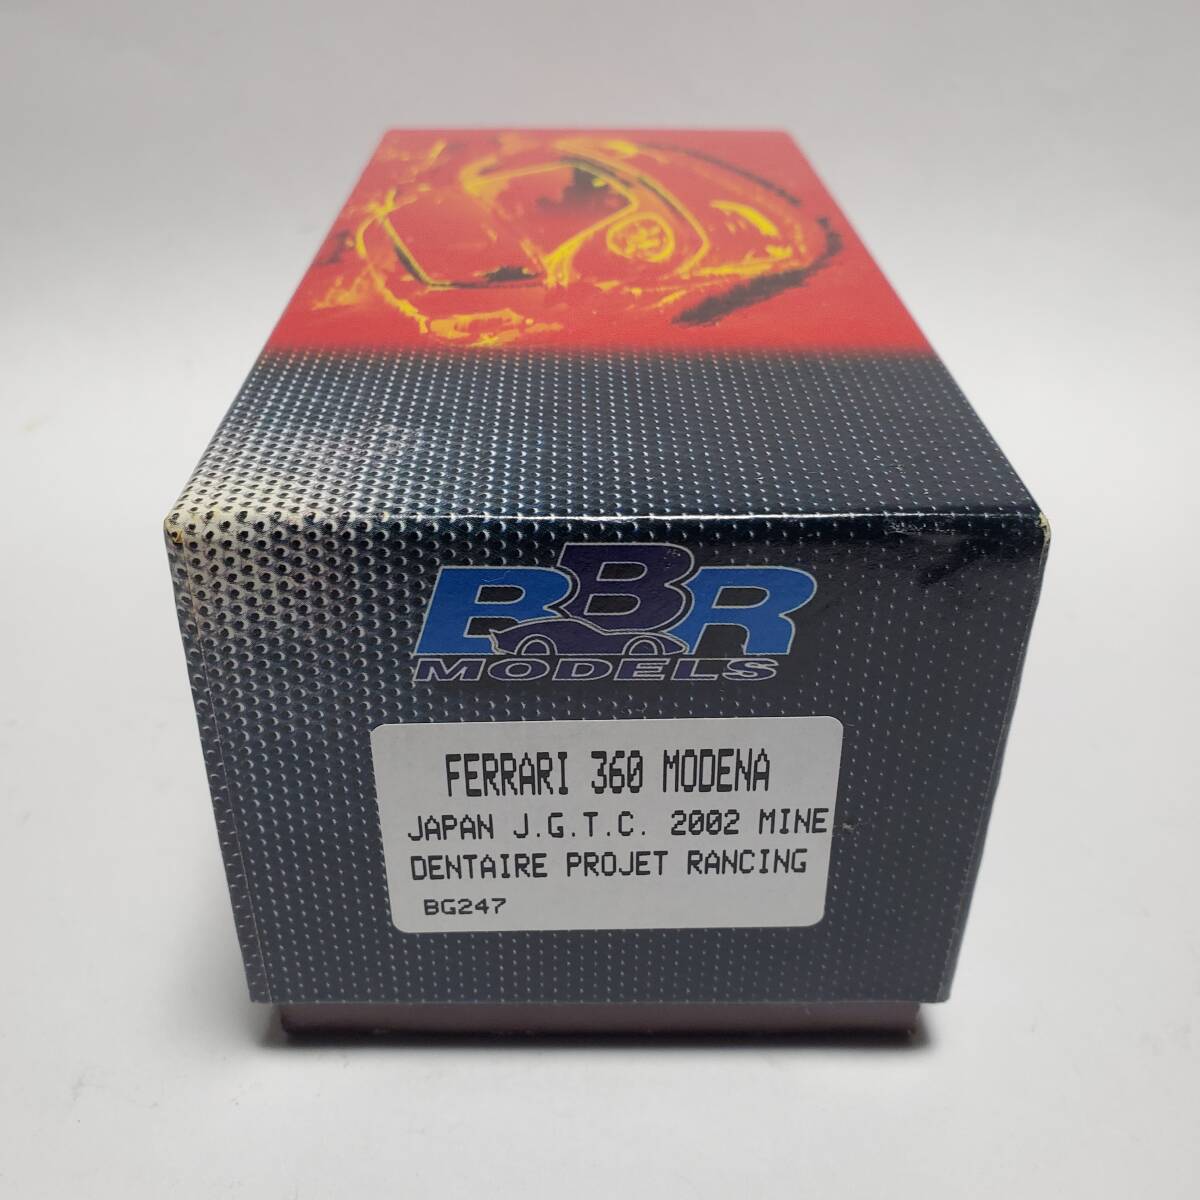 BBR
MODELS
FERRARI 360 MODENA
JAPAN J.G.T.C. 2002 MINE
DENTAIRE PROJET RANCING
BG247